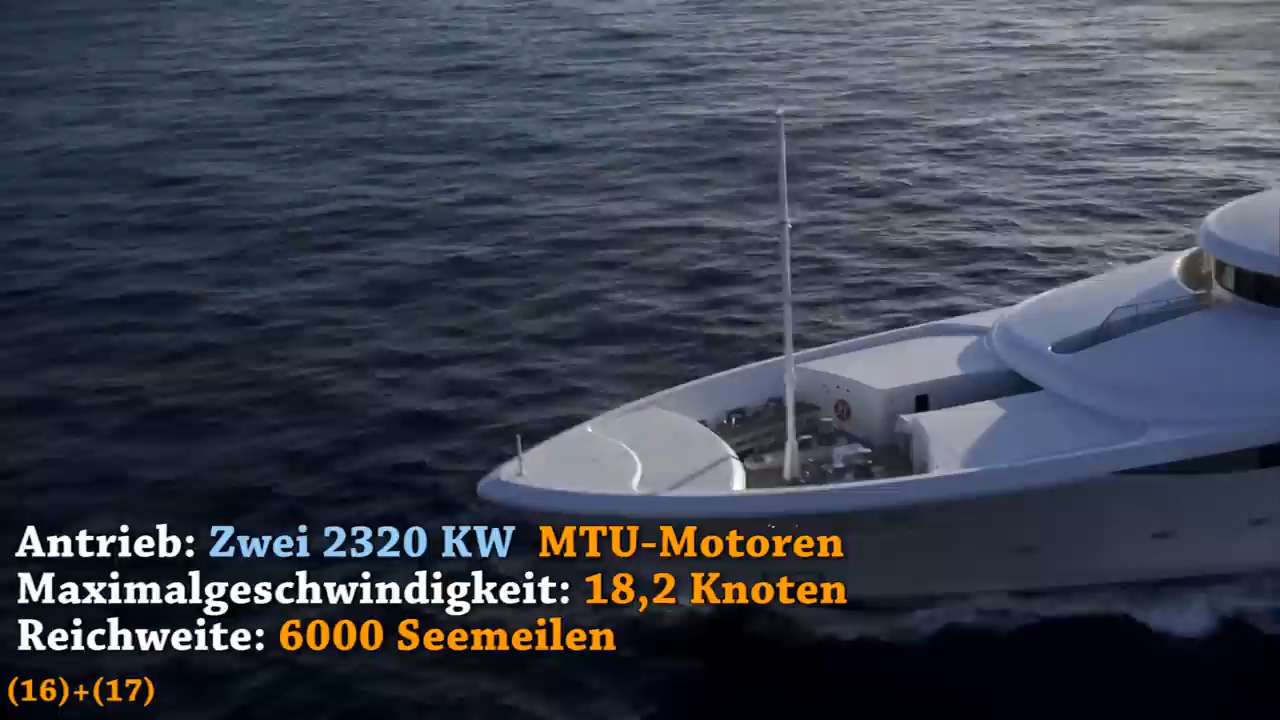 Antrieb: Zwei 2320 KW MTU-Motoren
Maximalgeschwindigkeit: 18,2 Knoten
Reichweite: 6000 Seemeilen
(16)+(17)